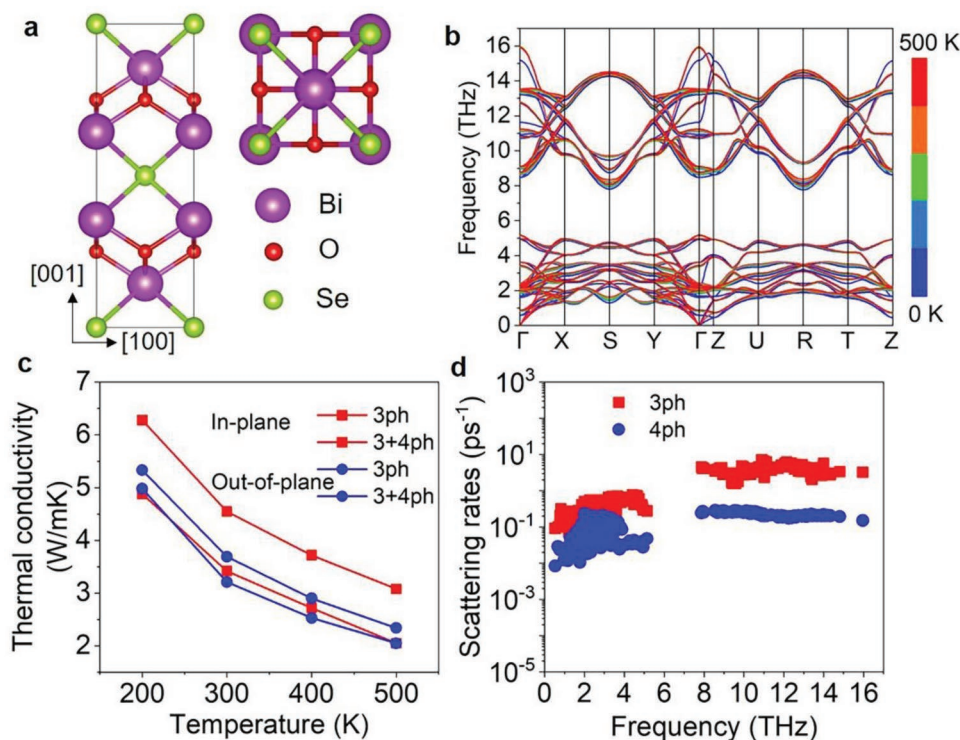 a
[001]
[100]
Bi
O
Se
b
Frequency (THz)
16
14
12
10
8
6
4
2
0
Γ X S Y Γ Z U R T Z
500 K
0 K
c
Thermal conductivity
(W/mK)
7
6
5
4
3
2
In-plane
3ph
3+4ph
Out-of-plane
3ph
3+4ph
200 300 400 500
Temperature (K)
d
Scattering rates (ps⁻¹)
10³
10¹
10⁻¹
10⁻³
10⁻⁵
3ph
4ph
0 2 4 6 8 10 12 14 16
Frequency (THz)